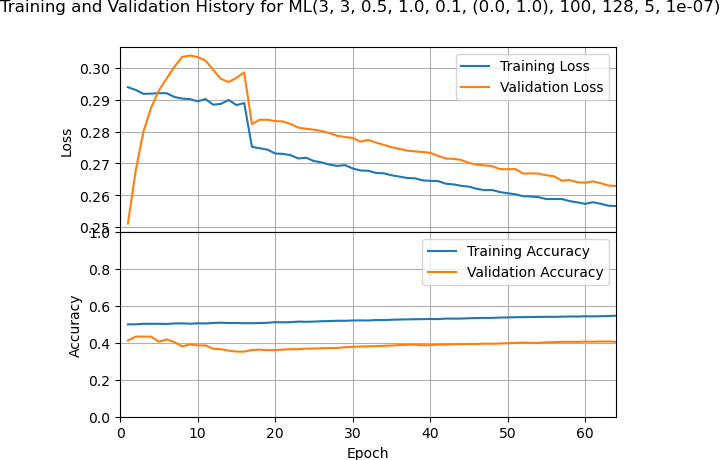 Training and Validation History for ML(3, 3, 0.5, 1.0, 0.1, (0.0, 1.0), 100, 128, 5, 1e-07)
0.30
0.29
0.28
0.27
0.26
0.25
Loss
Training Loss
Validation Loss
1.0
0.8
0.6
0.4
0.2
0.0
Accuracy
Training Accuracy
Validation Accuracy
0 10 20 30 40 50 60
Epoch